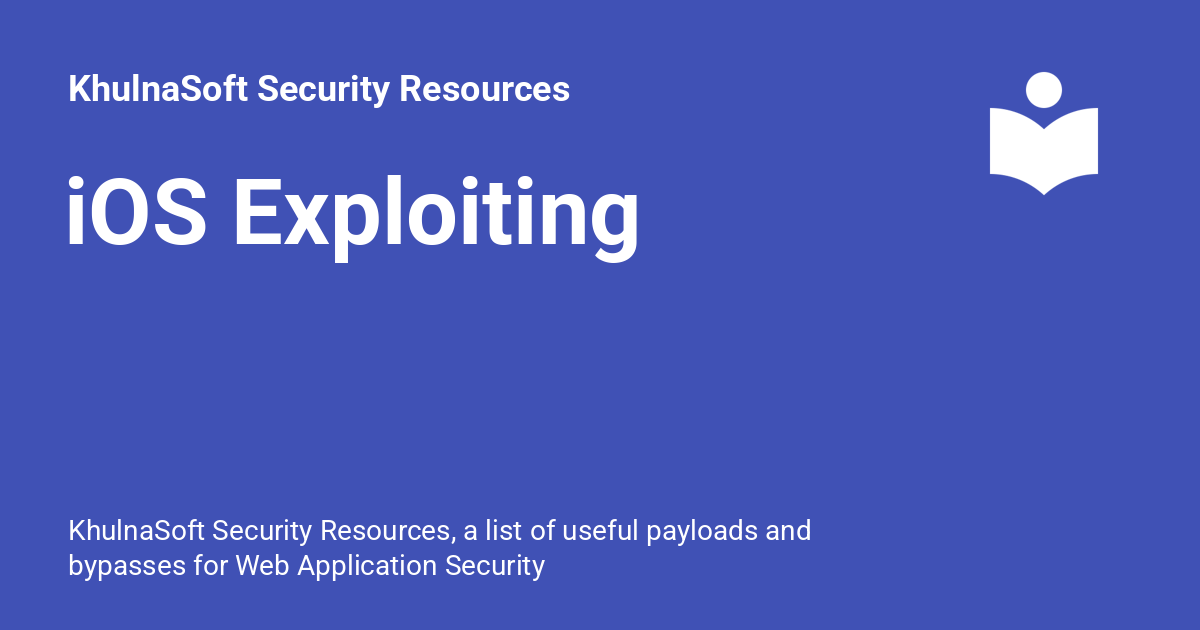 KhulnaSoft Security Resources
iOS Exploiting
KhulnaSoft Security Resources, a list of useful payloads and
bypasses for Web Application Security